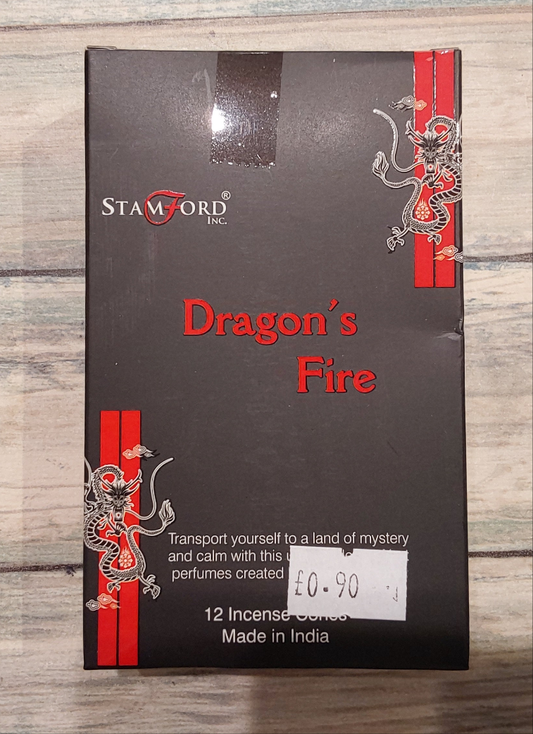 STAMFORD®
INC.
Dragon's
Fire
Transport yourself to a land of mystery
and calm with this
perfumes created
£0.90
12 Incense Cones
Made in India